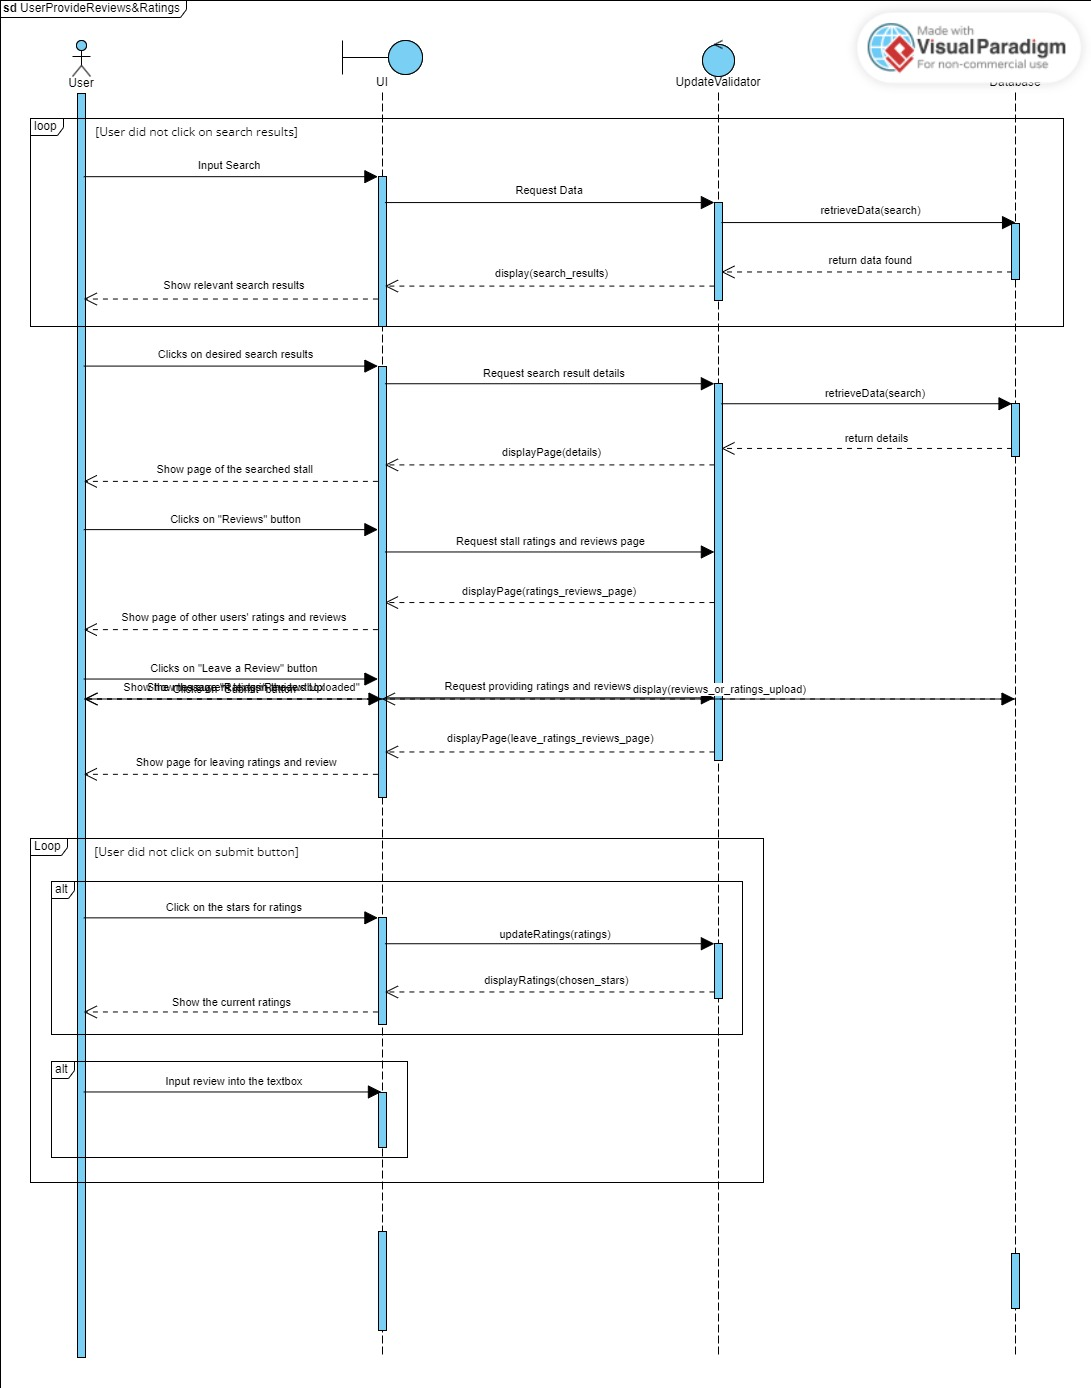 sd UserProvideReviews&Ratings
Made with
Visual Paradigm
For non-commercial use
User
UI
UpdateValidator
Database
loop
[User did not click on search results]
Input Search
Request Data
retrieveData(search)
return data found
display(search_results)
Show relevant search results
Clicks on desired search results
Request search result details
retrieveData(search)
return details
displayPage(details)
Show page of the searched stall
Clicks on "Reviews" button
Request stall ratings and reviews page
displayPage(ratings_reviews_page)
Show page of other users' ratings and reviews
Clicks on "Leave a Review" button
Request providing ratings and reviews
display(reviews_or_ratings_upload)
displayPage(leave_ratings_reviews_page)
Show page for leaving ratings and review
Loop
[User did not click on submit button]
alt
Click on the stars for ratings
updateRatings(ratings)
displayRatings(chosen_stars)
Show the current ratings
alt
Input review into the textbox